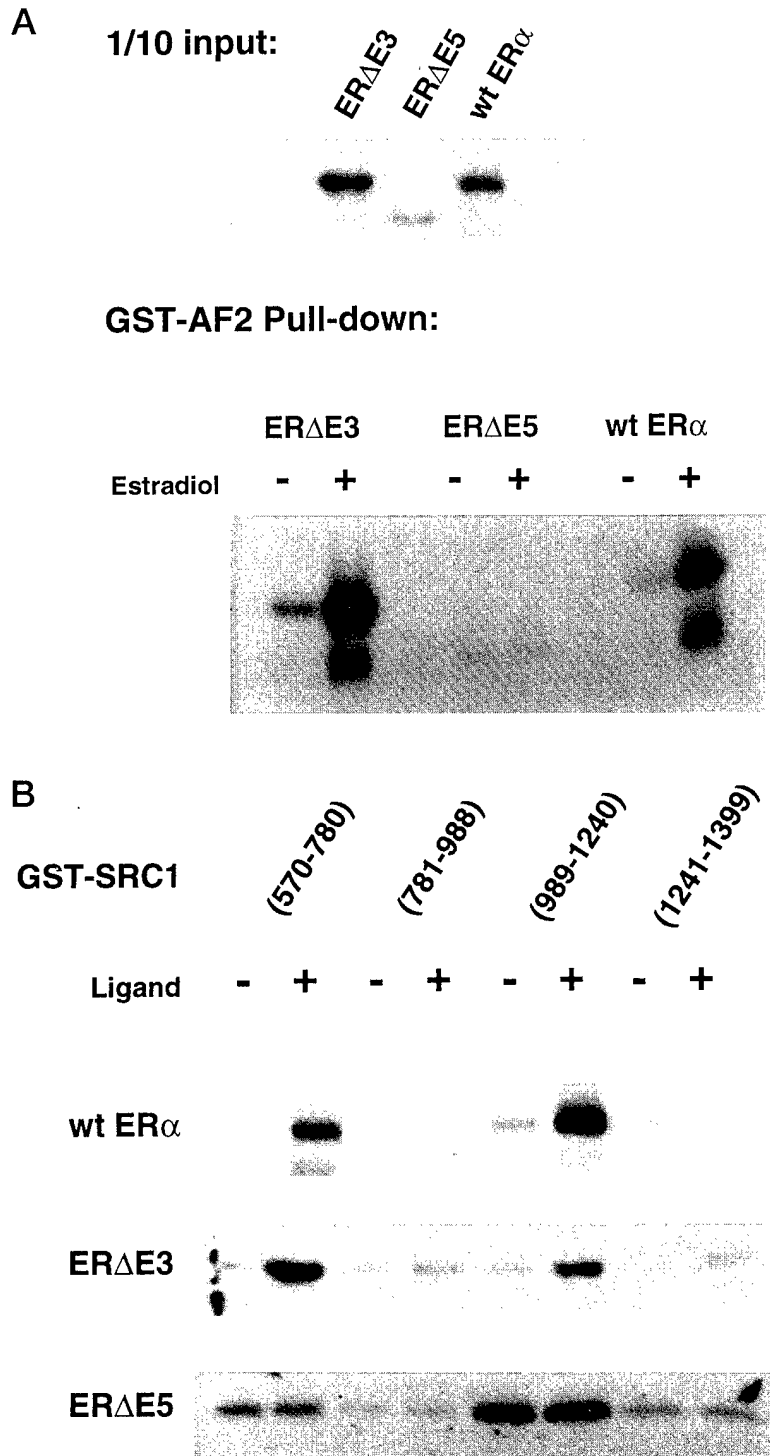 A
1/10 input:
ERΔE3 ERΔE5 wt ERα
GST-AF2 Pull-down:
ERΔE3 ERΔE5 wt ERα
Estradiol - + - + - +
B
GST-SRC1 (570-780) (781-988) (989-1240) (1241-1399)
Ligand - + - + - + - +
wt ERα
ERΔE3
ERΔE5